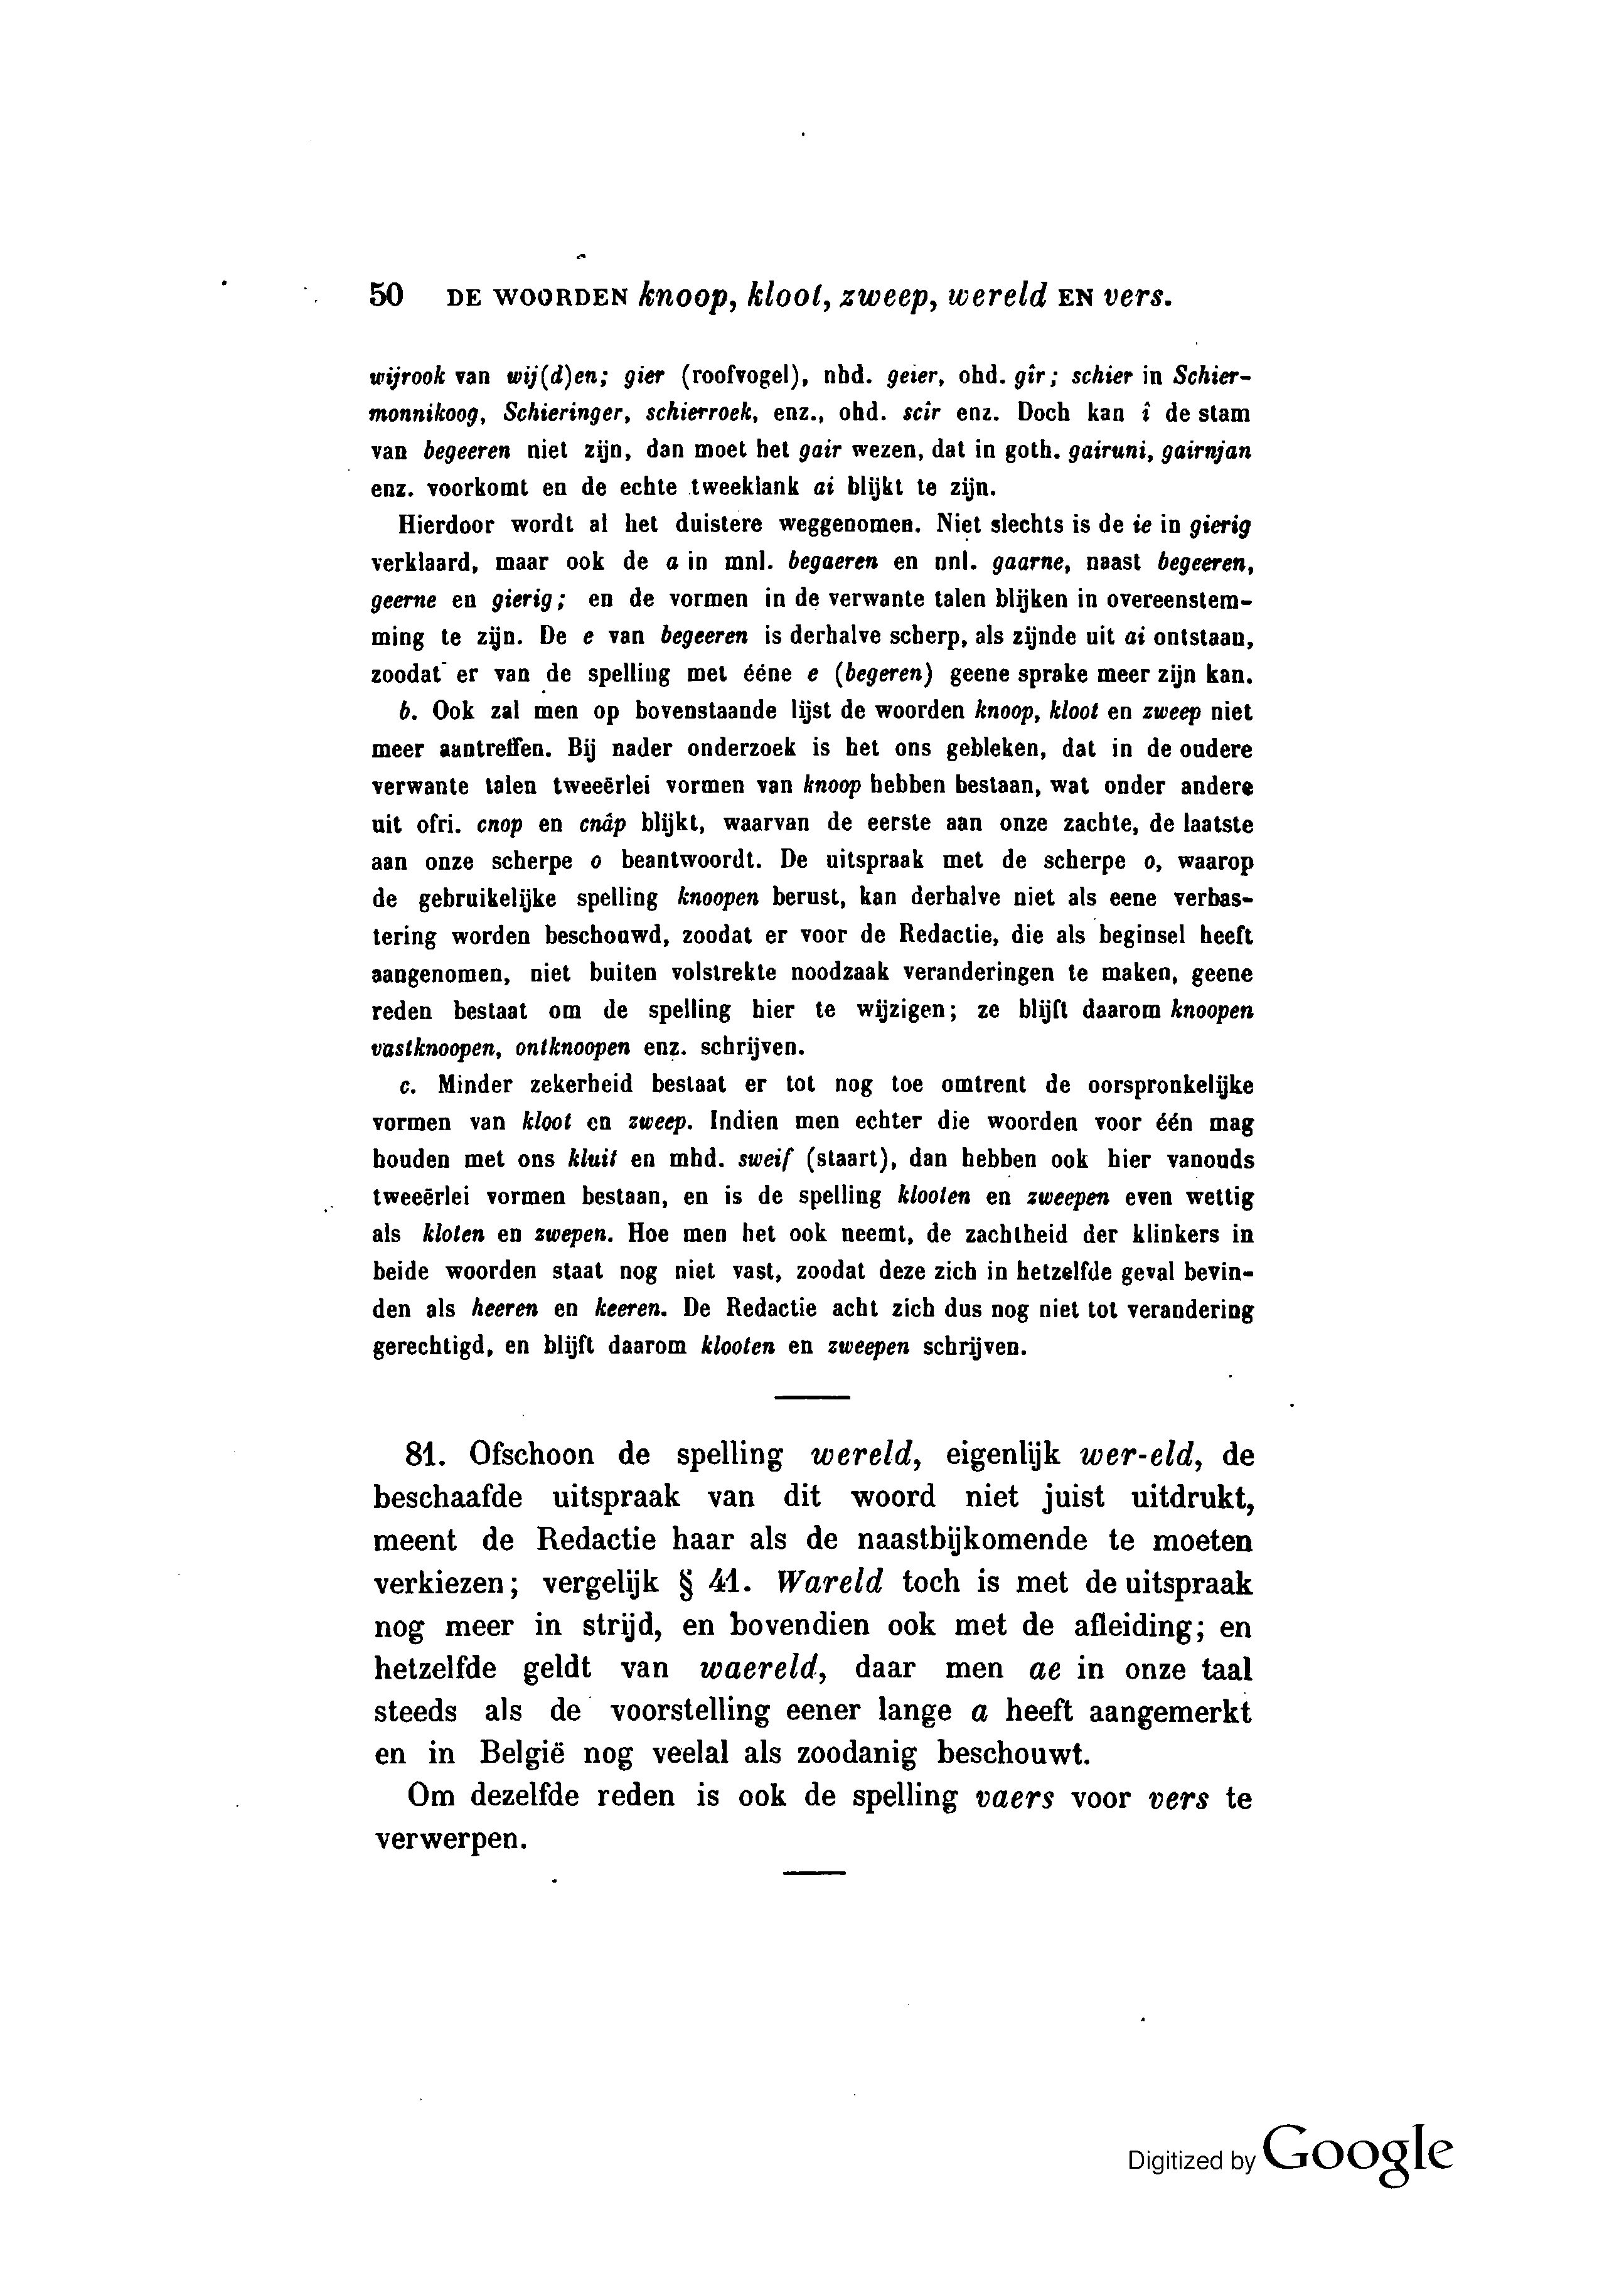 50 DE WOORDEN knoop, kloot, zweep, wereld EN vers.
wijrook van wij(d)en; gier (roofvogel), nhd. geier, ohd. gîr; schier in Schier-
monnikoog, Schieringer, schierroek, enz., ohd. scîr enz. Doch kan î de stam
van begeeren niet zijn, dan moet het gair wezen, dat in goth. gairuni, gairnjan
enz. voorkomt en de echte tweeklank ai blijkt te zijn.
Hierdoor wordt al het duistere weggenomen. Niet slechts is de ie in gierig
verklaard, maar ook de a in mnl. begaeren en nnl. gaarne, naast begeeren,
geerne en gierig; en de vormen in de verwante talen blijken in overeenstem-
ming te zijn. De e van begeeren is derhalve scherp, als zijnde uit ai ontstaan,
zoodat er van de spelling met ééne e (begeren) geene sprake meer zijn kan.
b. Ook zal men op bovenstaande lijst de woorden knoop, kloot en zweep niet
meer aantreffen. Bij nader onderzoek is het ons gebleken, dat in de oudere
verwante talen tweeërlei vormen van knoop hebben bestaan, wat onder andere
uit ofri. cnop en cnâp blijkt, waarvan de eerste aan onze zachte, de laatste
aan onze scherpe o beantwoordt. De uitspraak met de scherpe o, waarop
de gebruikelijke spelling knoopen berust, kan derhalve niet als eene verbas-
tering worden beschouwd, zoodat er voor de Redactie, die als beginsel heeft
aangenomen, niet buiten volstrekte noodzaak veranderingen te maken, geene
reden bestaat om de spelling hier te wijzigen; ze blijft daarom knoopen
vastknoopen, ontknoopen enz. schrijven.
c. Minder zekerheid bestaat er tot nog toe omtrent de oorspronkelijke
vormen van kloot en zweep. Indien men echter die woorden voor één mag
houden met ons kluit en mhd. sweif (staart), dan hebben ook hier vanouds
tweeërlei vormen bestaan, en is de spelling klooten en zweepen even wettig
als kloten en zwepen. Hoe men het ook neemt, de zachtheid der klinkers in
beide woorden staat nog niet vast, zoodat deze zich in hetzelfde geval bevin-
den als heeren en keeren. De Redactie acht zich dus nog niet tot verandering
gerechtigd, en blijft daarom klooten en zweepen schrijven.
81. Ofschoon de spelling wereld, eigenlijk wer-eld, de
beschaafde uitspraak van dit woord niet juist uitdrukt,
meent de Redactie haar als de naastbijkomende te moeten
verkiezen; vergelijk § 41. Wareld toch is met de uitspraak
nog meer in strijd, en bovendien ook met de afleiding; en
hetzelfde geldt van waereld, daar men ae in onze taal
steeds als de voorstelling eener lange a heeft aangemerkt
en in België nog veelal als zoodanig beschouwt.
Om dezelfde reden is ook de spelling vaers voor vers te
verwerpen.
Digitized by Google